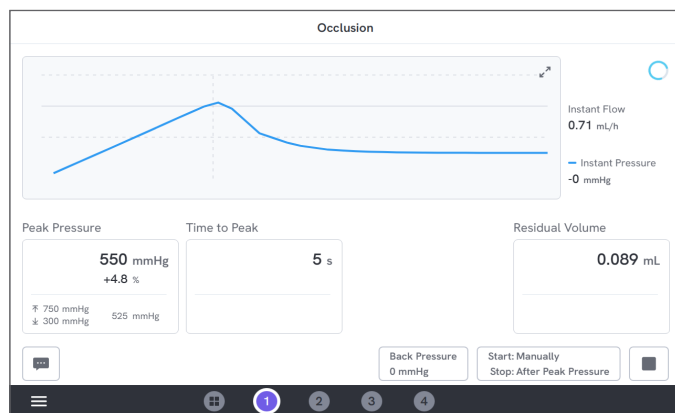 Occlusion
Instant Flow
0.71 mL/h
Instant Pressure
-0 mmHg
Peak Pressure
Time to Peak
Residual Volume
550 mmHg
+4.8 %
750 mmHg
300 mmHg
525 mmHg
5 s
0.089 mL
Back Pressure
0 mmHg
Start: Manually
Stop: After Peak Pressure
1
2
3
4